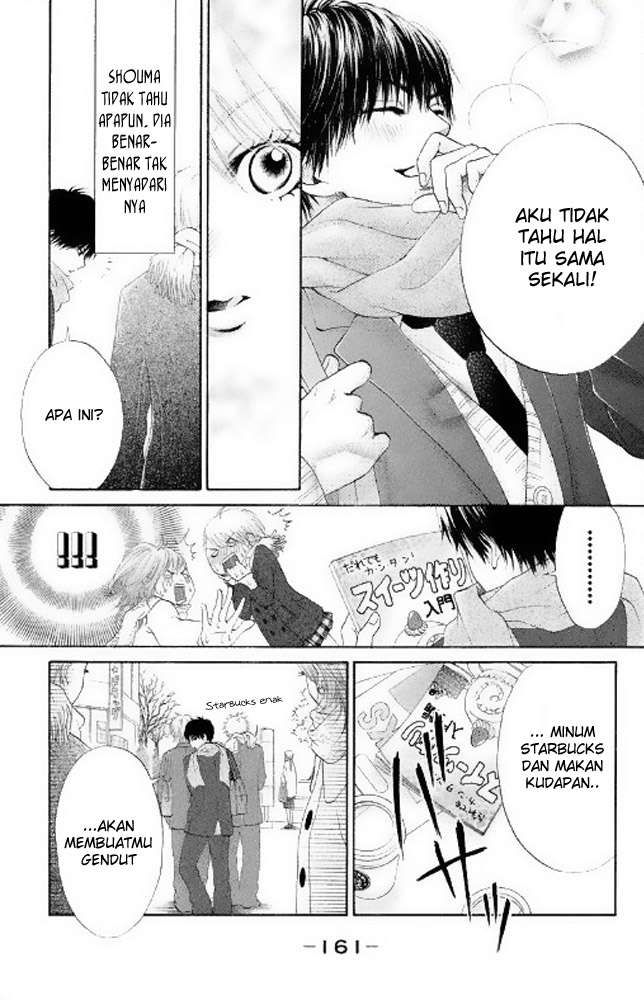 AKU TIDAK
TAHU HAL
ITU SAMA
SEKALI!
SHOUMA
TIDAK TAHU
APAPUN. DIA
BENAR-
BENAR TAK
MENYADARI
NYA
APA INI?
.......
だれでも
カンタン!
スイーツ作り
入門
!!!
... MINUM
STARBUCKS
DAN MAKAN
KUDAPAN..
Starbucks enak
...AKAN
MEMBUATMU
GENDUT
-161-